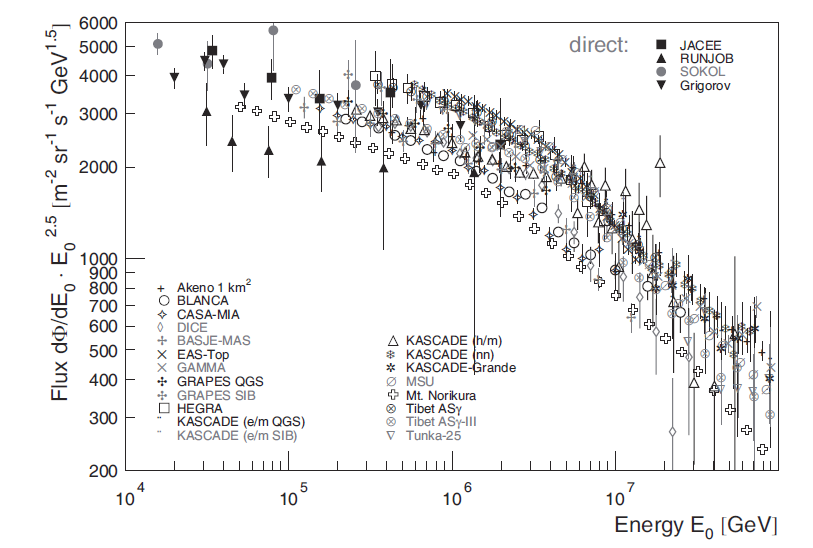 6000
5000
4000
3000
2000
1000
900
800
700
600
500
400
300
200
Flux dΦ/dE0 · E0 2.5 [m-2 sr-1 s-1 GeV1.5]
direct:
JACEE
RUNJOB
SOKOL
Grigorov
Akeno 1 km2
BLANCA
CASA-MIA
DICE
BASJE-MAS
EAS-Top
GAMMA
GRAPES QGS
GRAPES SIB
HEGRA
KASCADE (e/m QGS)
KASCADE (e/m SIB)
KASCADE (h/m)
KASCADE (nn)
KASCADE-Grande
MSU
Mt. Norikura
Tibet ASγ
Tibet ASγ-III
Tunka-25
10 4
10 5
10 6
10 7
Energy E0 [GeV]